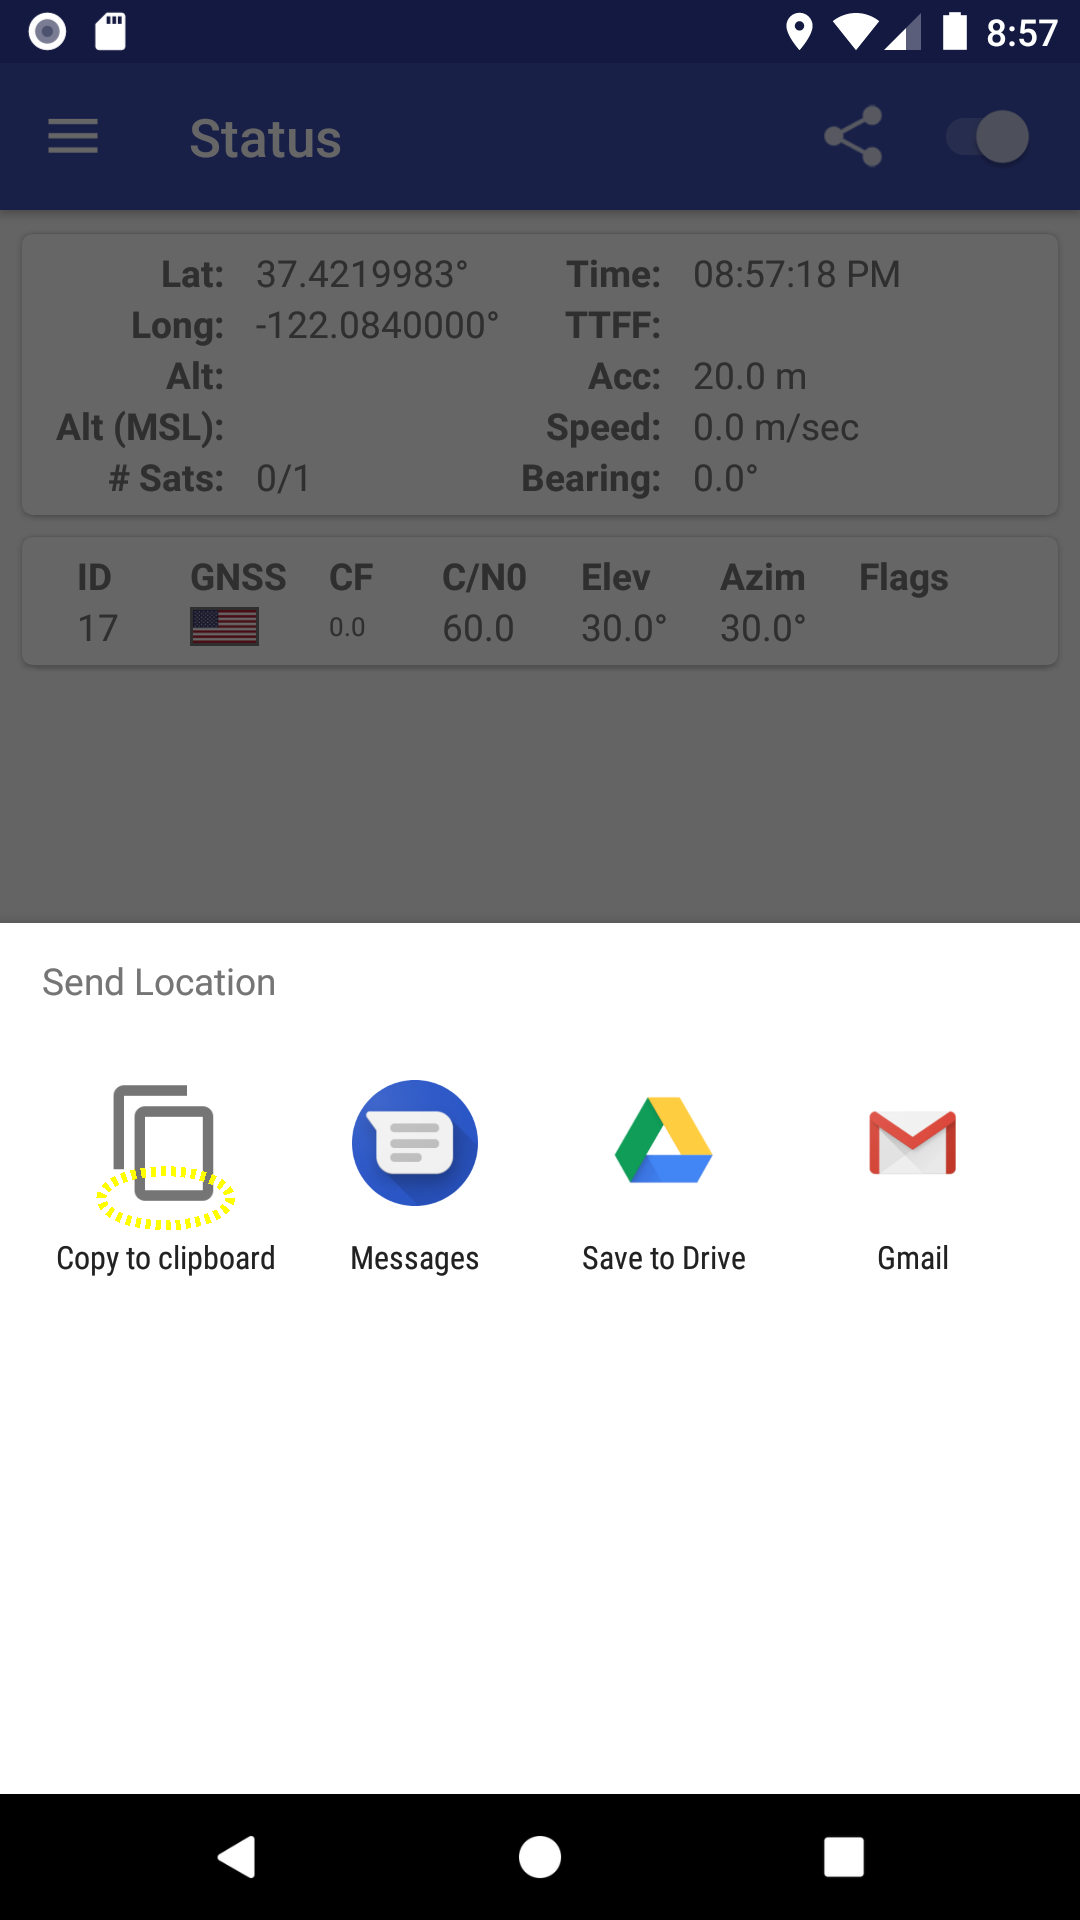 8:57
Status
Lat: 37.4219983° Time: 08:57:18 PM
Long: -122.0840000° TTFF:
Alt: Acc: 20.0 m
Alt (MSL): Speed: 0.0 m/sec
# Sats: 0/1 Bearing: 0.0°
ID GNSS CF C/N0 Elev Azim Flags
17 0.0 60.0 30.0° 30.0°
Send Location
Copy to clipboard Messages Save to Drive Gmail